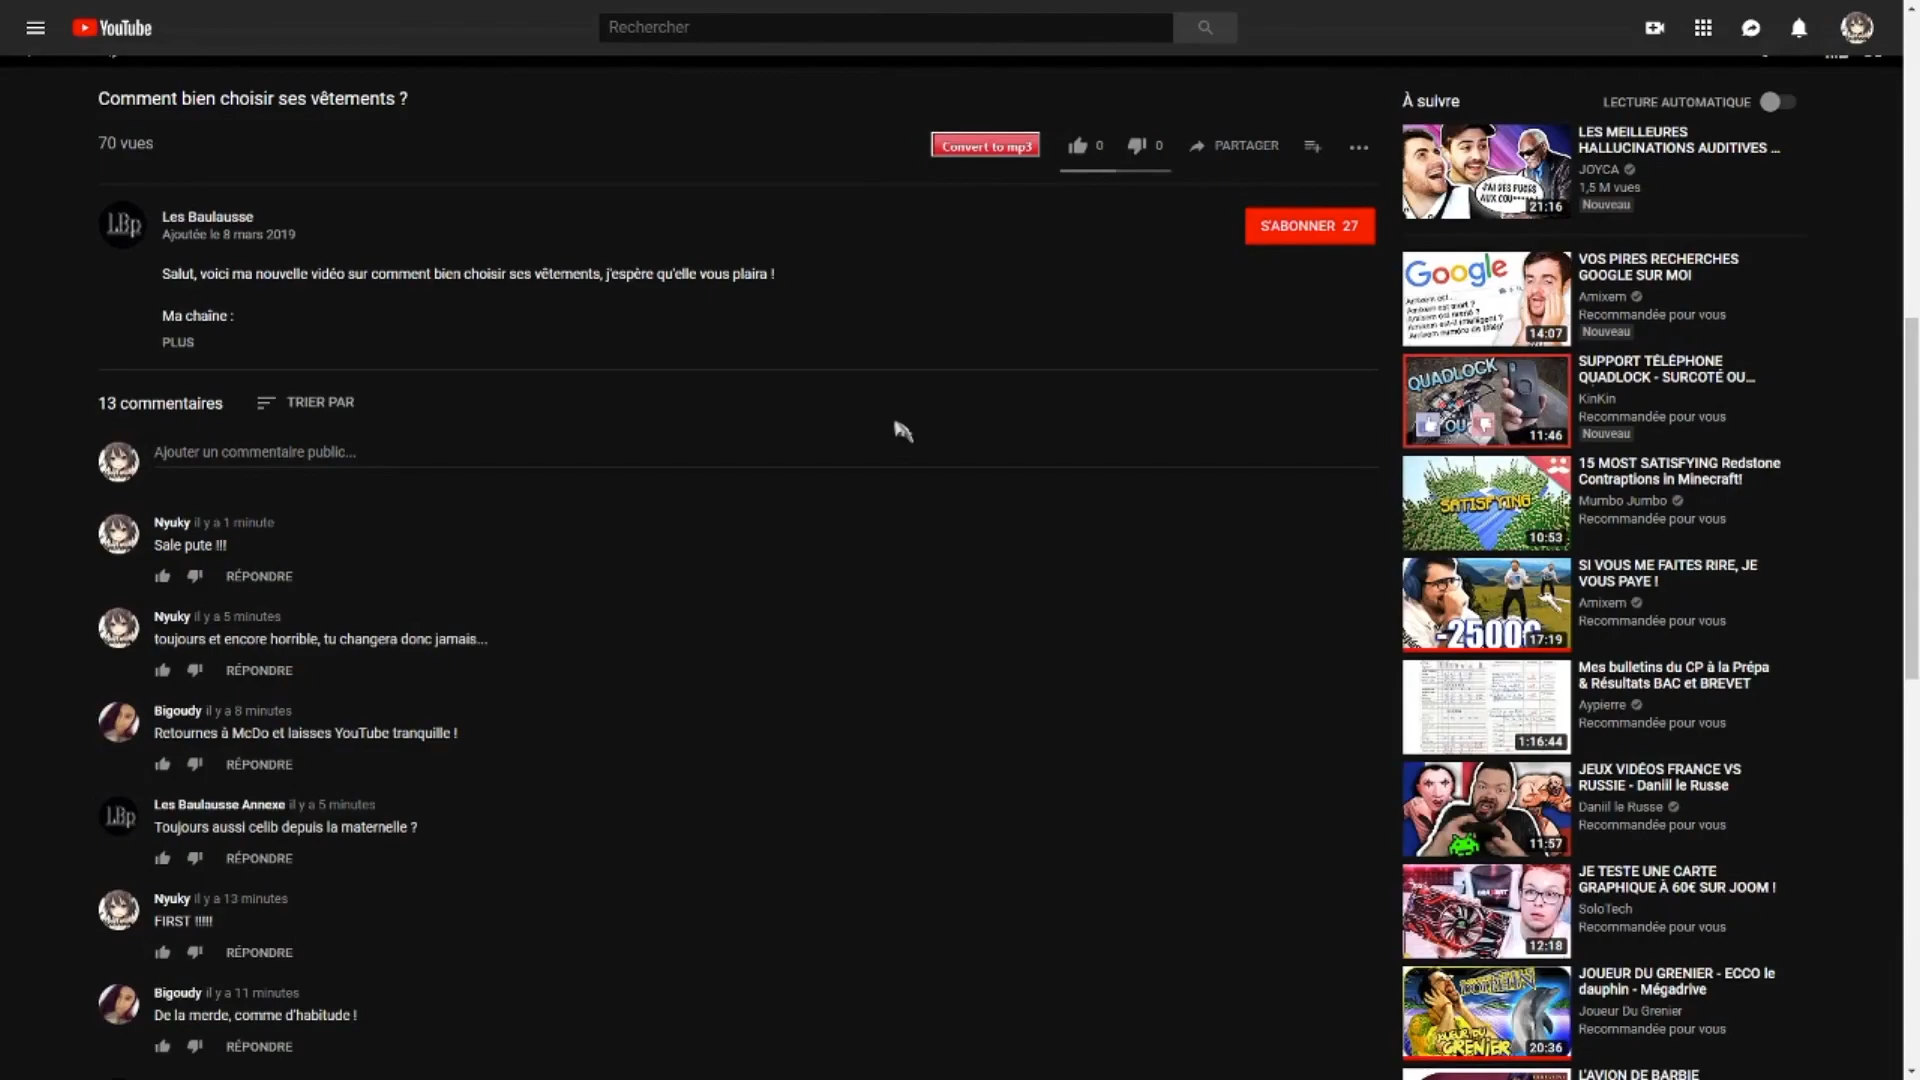 YouTube
Rechercher
Comment bien choisir ses vêtements ?
70 vues
Convert to mp3
0
0
PARTAGER
Les Baulausse
Ajoutée le 8 mars 2019
S'ABONNER 27
Salut, voici ma nouvelle vidéo sur comment bien choisir ses vêtements, j'espère qu'elle vous plaira !
Ma chaîne :
PLUS
13 commentaires
TRIER PAR
Ajouter un commentaire public...
Nyuky il y a 1 minute
Sale pute !!!
RÉPONDRE
Nyuky il y a 5 minutes
toujours et encore horrible, tu changera donc jamais...
RÉPONDRE
Bigoudy il y a 8 minutes
Retournes à McDo et laisses YouTube tranquille !
RÉPONDRE
LBp
Les Baulausse Annexe il y a 5 minutes
Toujours aussi celib depuis la maternelle ?
RÉPONDRE
Nyuky il y a 13 minutes
FIRST !!!!!
RÉPONDRE
Bigoudy il y a 11 minutes
De la merde, comme d'habitude !
RÉPONDRE
À suivre
LECTURE AUTOMATIQUE
21:16
LES MEILLEURES
HALLUCINATIONS AUDITIVES ...
JOYCA
1,5 M vues
Nouveau
Google
14:07
VOS PIRES RECHERCHES
GOOGLE SUR MOI
Amixem
Recommandée pour vous
Nouveau
QUADLOCK
OU
11:46
SUPPORT TÉLÉPHONE
QUADLOCK - SURCOTÉ OU...
KinKin
Recommandée pour vous
Nouveau
SATISFYING
10:53
15 MOST SATISFYING Redstone
Contraptions in Minecraft!
Mumbo Jumbo
Recommandée pour vous
17:19
SI VOUS ME FAITES RIRE, JE
VOUS PAYE !
Amixem
Recommandée pour vous
1:16:44
Mes bulletins du CP à la Prépa
& Résultats BAC et BREVET
Aypierre
Recommandée pour vous
11:57
JEUX VIDÉOS FRANCE VS
RUSSIE - Daniil le Russe
Daniil le Russe
Recommandée pour vous
12:18
JE TESTE UNE CARTE
GRAPHIQUE À 60€ SUR JOOM !
SoloTech
Recommandée pour vous
JOUEUR DU
GRENIER
20:36
JOUEUR DU GRENIER - ECCO le
dauphin - Mégadrive
Joueur Du Grenier
Recommandée pour vous
L'AVION DE BARBIE